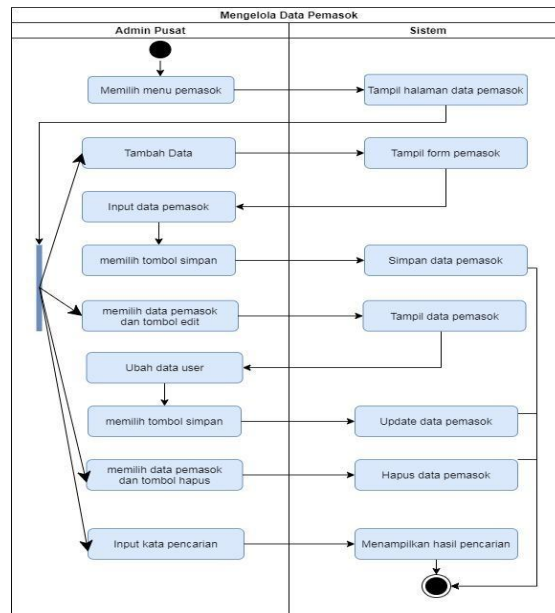 Mengelola Data Pemasok
Admin Pusat
Sistem
Memilih menu pemasok
Tampil halaman data pemasok
Tambah Data
Tampil form pemasok
Input data pemasok
memilih tombol simpan
Simpan data pemasok
memilih data pemasok
dan tombol edit
Tampil data pemasok
Ubah data user
memilih tombol simpan
Update data pemasok
memilih data pemasok
dan tombol hapus
Hapus data pemasok
Input kata pencarian
Menampilkan hasil pencarian